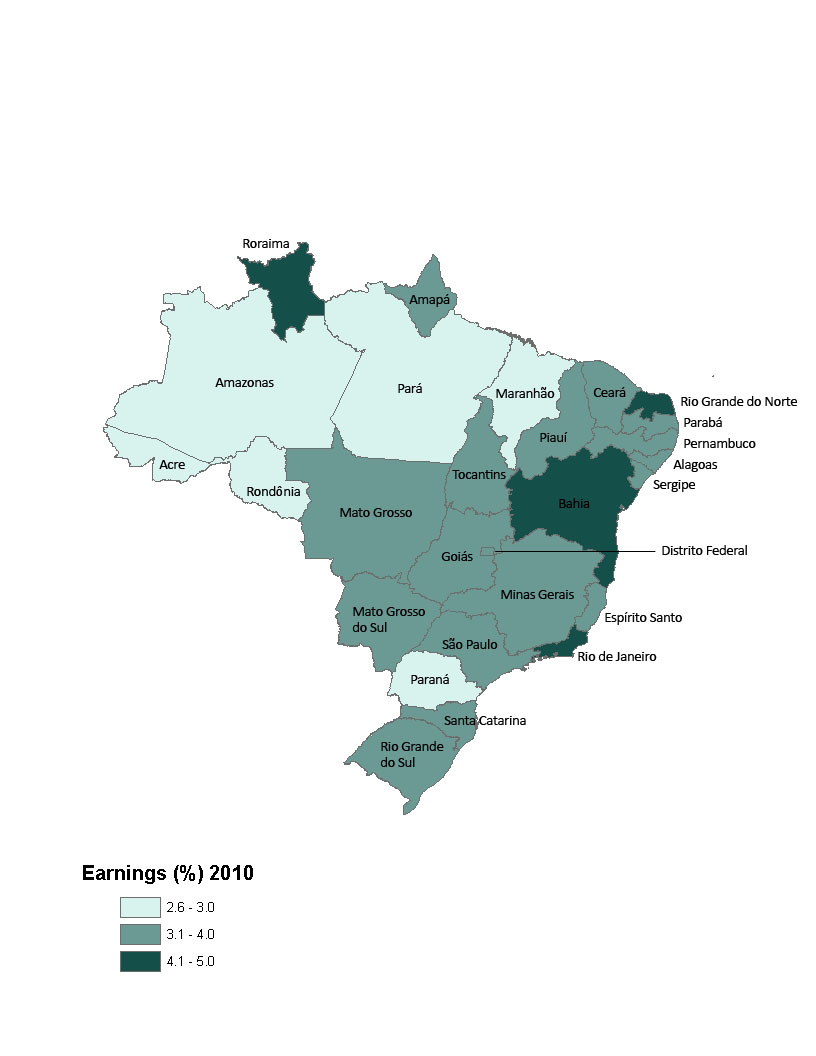 Roraima
Amapá
Amazonas
Pará
Maranhão
Ceará
Rio Grande do Norte
Parabá
Piauí
Pernambuco
Acre
Alagoas
Tocantins
Sergipe
Rondônia
Bahia
Mato Grosso
Distrito Federal
Goiás
Minas Gerais
Mato Grosso
do Sul
Espírito Santo
São Paulo
Rio de Janeiro
Paraná
Santa Catarina
Rio Grande
do Sul
Earnings (%) 2010
2.6 - 3.0
3.1 - 4.0
4.1 - 5.0